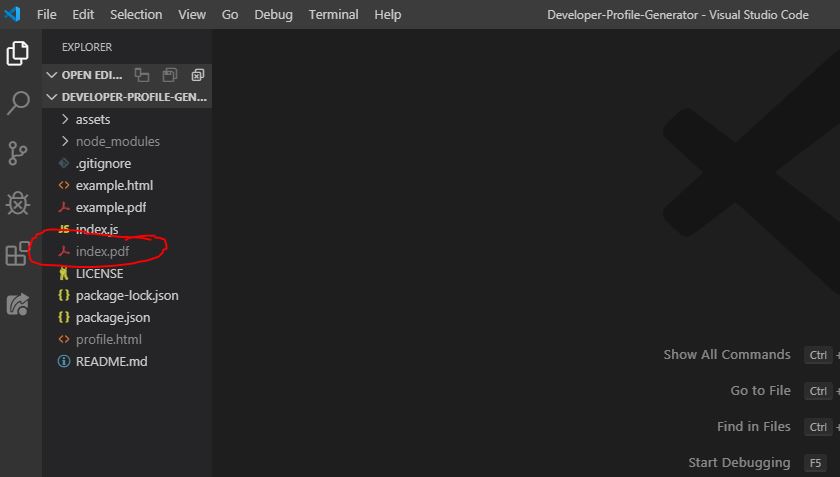 File Edit Selection View Go Debug Terminal Help Developer-Profile-Generator - Visual Studio Code
EXPLORER
OPEN EDI...
DEVELOPER-PROFILE-GEN...
assets
node_modules
.gitignore
example.html
example.pdf
JS index.js
index.pdf
LICENSE
{} package-lock.json
{} package.json
<> profile.html
README.md
Show All Commands Ctrl +
Go to File Ctrl +
Find in Files Ctrl +
Start Debugging F5